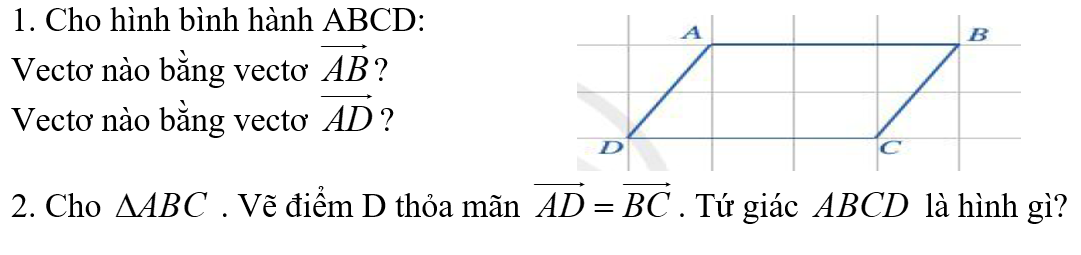 1. Cho hình bình hành ABCD:
Vectơ nào bằng vectơ $\overrightarrow{AB}$?
Vectơ nào bằng vectơ $\overrightarrow{AD}$?
A
B
D
C
2. Cho ΔABC . Vẽ điểm D thỏa mãn $\overrightarrow{AD} = \overrightarrow{BC}$ . Tứ giác ABCD là hình gì?